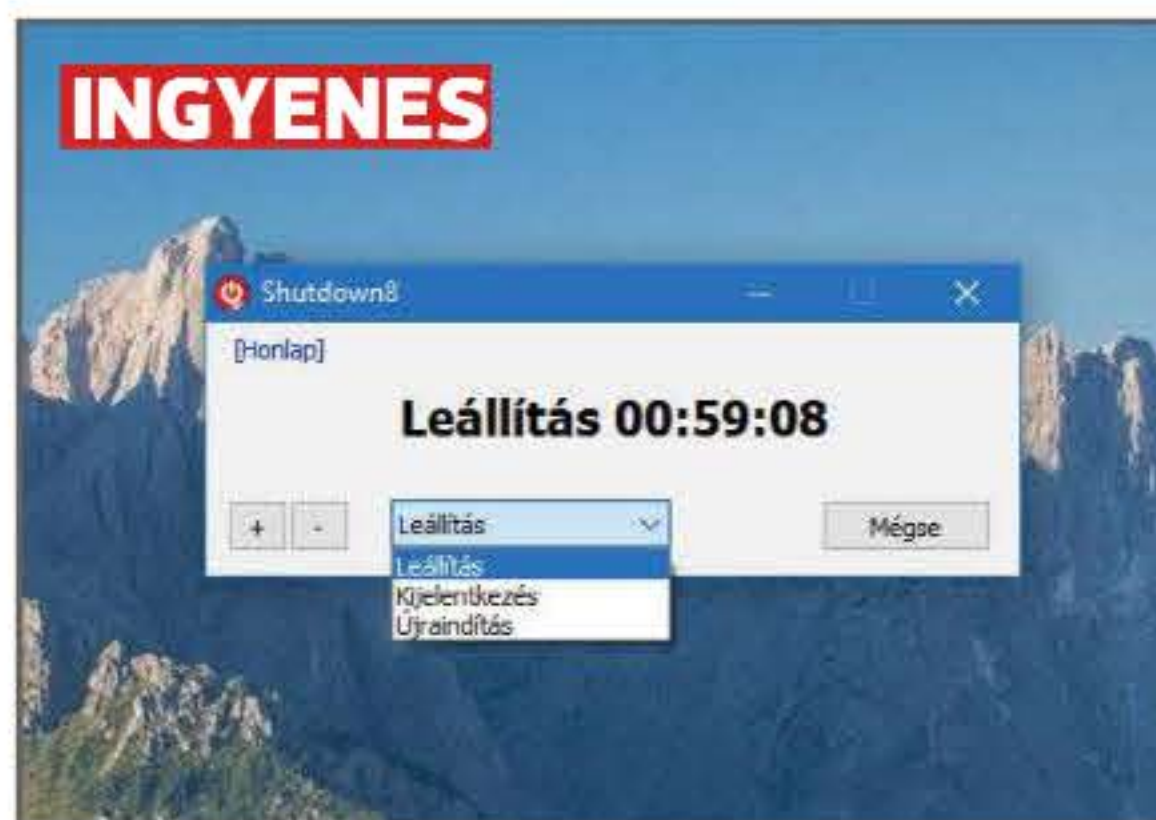 INGYENES
Shutdown8
[Honlap]
Leállítás 00:59:08
+ - Leállítás Mégse
Leállítás
Kijelentkezés
Újraindítás